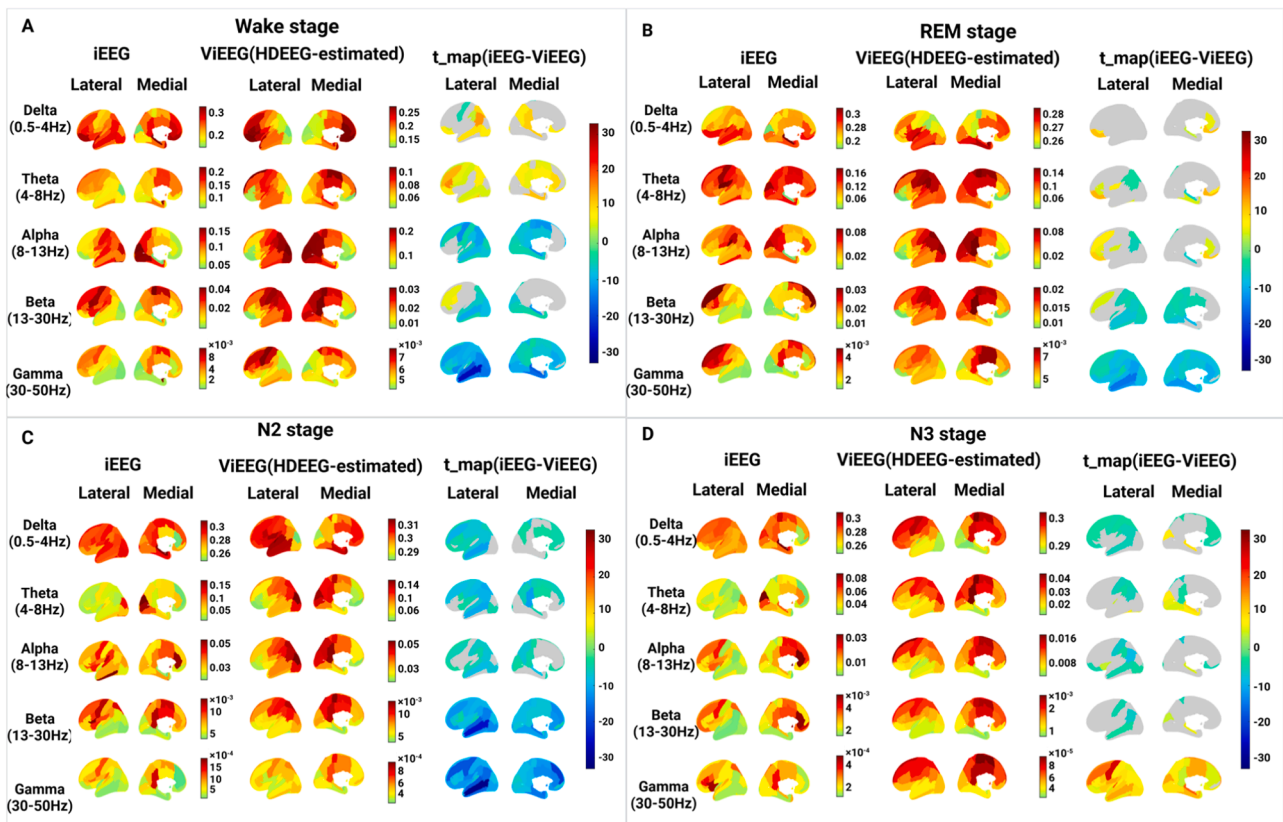 A
Wake stage
iEEG
ViEEG(HDEEG-estimated)
t_map(iEEG-ViEEG)
Lateral Medial
Lateral Medial
Lateral Medial
Delta
(0.5-4Hz)
0.3
0.2
0.25
0.2
0.15
Theta
(4-8Hz)
0.2
0.15
0.1
0.1
0.08
0.06
Alpha
(8-13Hz)
0.15
0.1
0.05
0.2
0.1
Beta
(13-30Hz)
0.04
0.02
0.03
0.02
0.01
Gamma
(30-50Hz)
×10⁻³
8
6
4
2
×10⁻³
7
6
5
30
20
10
0
-10
-20
-30
B
REM stage
iEEG
ViEEG(HDEEG-estimated)
t_map(iEEG-ViEEG)
Lateral Medial
Lateral Medial
Lateral Medial
Delta
(0.5-4Hz)
0.3
0.28
0.2
0.28
0.27
0.26
Theta
(4-8Hz)
0.16
0.12
0.06
0.14
0.1
0.06
Alpha
(8-13Hz)
0.08
0.02
0.08
0.02
Beta
(13-30Hz)
0.03
0.02
0.01
0.02
0.015
0.01
Gamma
(30-50Hz)
×10⁻³
4
2
×10⁻³
7
5
30
20
10
0
-10
-20
-30
C
N2 stage
iEEG
ViEEG(HDEEG-estimated)
t_map(iEEG-ViEEG)
Lateral Medial
Lateral Medial
Lateral Medial
Delta
(0.5-4Hz)
0.3
0.28
0.26
0.31
0.3
0.29
Theta
(4-8Hz)
0.15
0.1
0.05
0.14
0.1
0.06
Alpha
(8-13Hz)
0.05
0.03
0.05
0.03
Beta
(13-30Hz)
×10⁻³
10
5
×10⁻³
10
5
Gamma
(30-50Hz)
×10⁻⁴
15
10
5
×10⁻⁴
8
6
4
30
20
10
0
-10
-20
-30
D
N3 stage
iEEG
ViEEG(HDEEG-estimated)
t_map(iEEG-ViEEG)
Lateral Medial
Lateral Medial
Lateral Medial
Delta
(0.5-4Hz)
0.3
0.28
0.26
0.3
0.29
Theta
(4-8Hz)
0.08
0.06
0.04
0.04
0.03
0.02
Alpha
(8-13Hz)
0.03
0.01
0.016
0.008
Beta
(13-30Hz)
×10⁻³
4
2
×10⁻³
2
1
Gamma
(30-50Hz)
×10⁻⁴
4
2
×10⁻⁵
8
6
4
30
20
10
0
-10
-20
-30